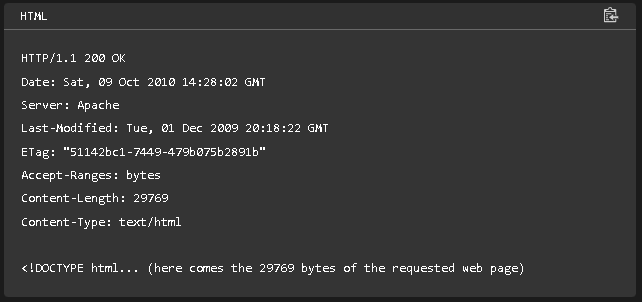 HTML
HTTP/1.1 200 OK
Date: Sat, 09 Oct 2010 14:28:02 GMT
Server: Apache
Last-Modified: Tue, 01 Dec 2009 20:18:22 GMT
ETag: "51142bc1-7449-479b075b2891b"
Accept-Ranges: bytes
Content-Length: 29769
Content-Type: text/html
<!DOCTYPE html... (here comes the 29769 bytes of the requested web page)